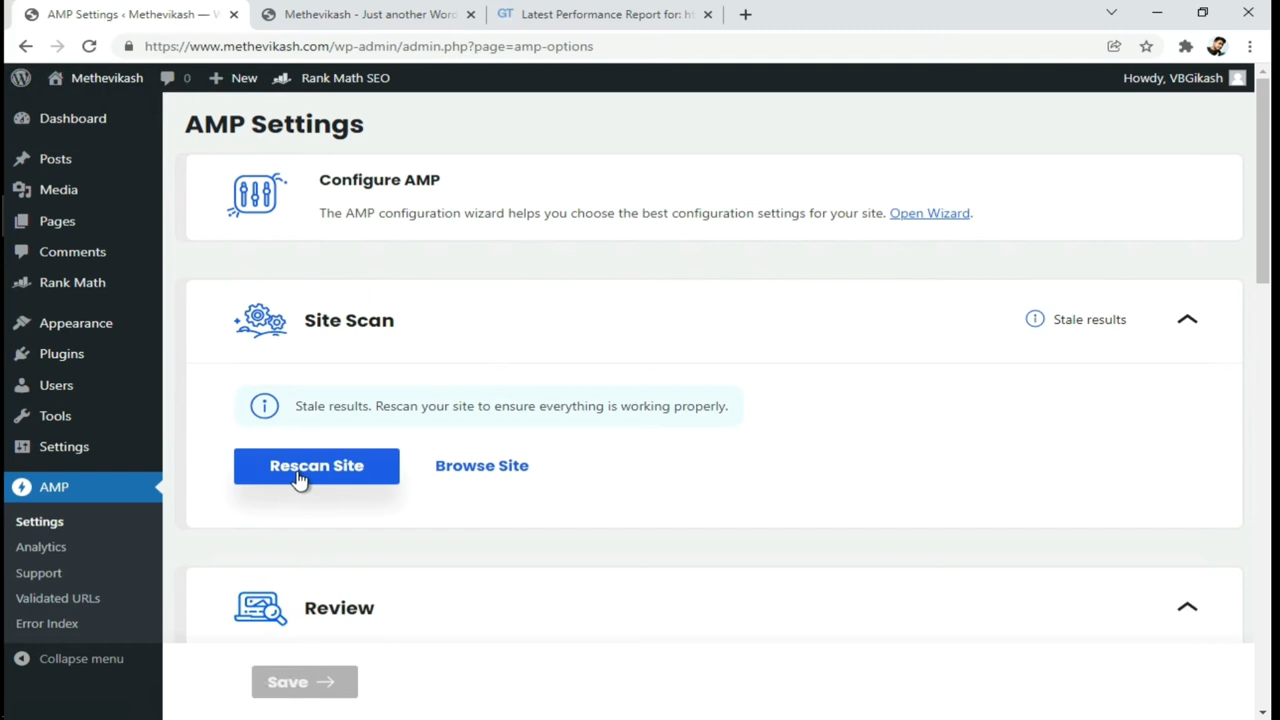 AMP Settings ‹ Methevikash — W
Methevikash - Just another Word
GT Latest Performance Report for: ht
https://www.methevikash.com/wp-admin/admin.php?page=amp-options
Methevikash 0 New Rank Math SEO Howdy, VBGikash
Dashboard
Posts
Media
Pages
Comments
Rank Math
Appearance
Plugins
Users
Tools
Settings
AMP
Settings
Analytics
Support
Validated URLs
Error Index
Collapse menu
AMP Settings
Configure AMP
The AMP configuration wizard helps you choose the best configuration settings for your site. Open Wizard.
Site Scan
Stale results
Stale results. Rescan your site to ensure everything is working properly.
Rescan Site Browse Site
Review
Save